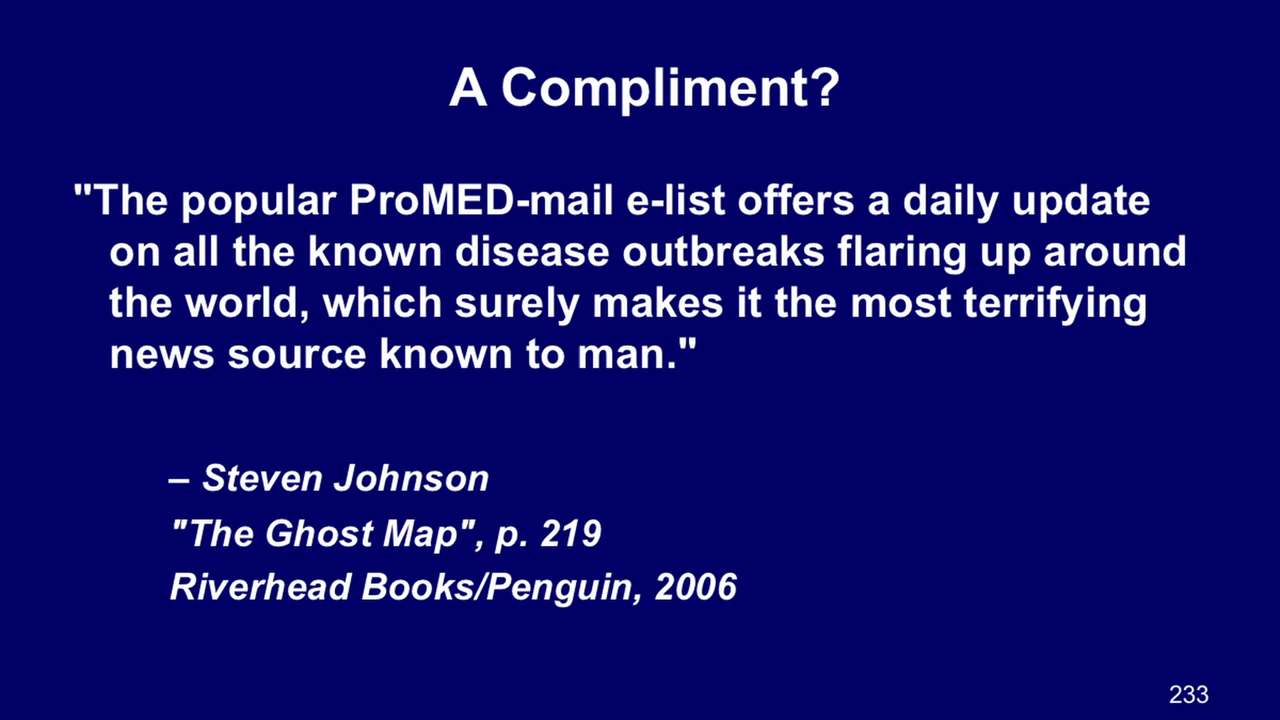 A Compliment?
"The popular ProMED-mail e-list offers a daily update
on all the known disease outbreaks flaring up around
the world, which surely makes it the most terrifying
news source known to man."
– Steven Johnson
"The Ghost Map", p. 219
Riverhead Books/Penguin, 2006
233